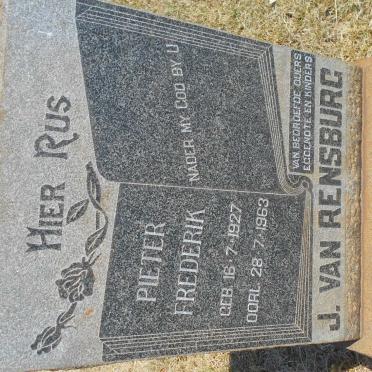 HIER RUS
PIETER
FREDERIK
GEB. 16-7-1927
OORL. 28-7-1963
NADER MY GOD BY U
VAN BEDROEFDE OUERS
EGGENOTE EN KINDERS
J. VAN RENSBURG